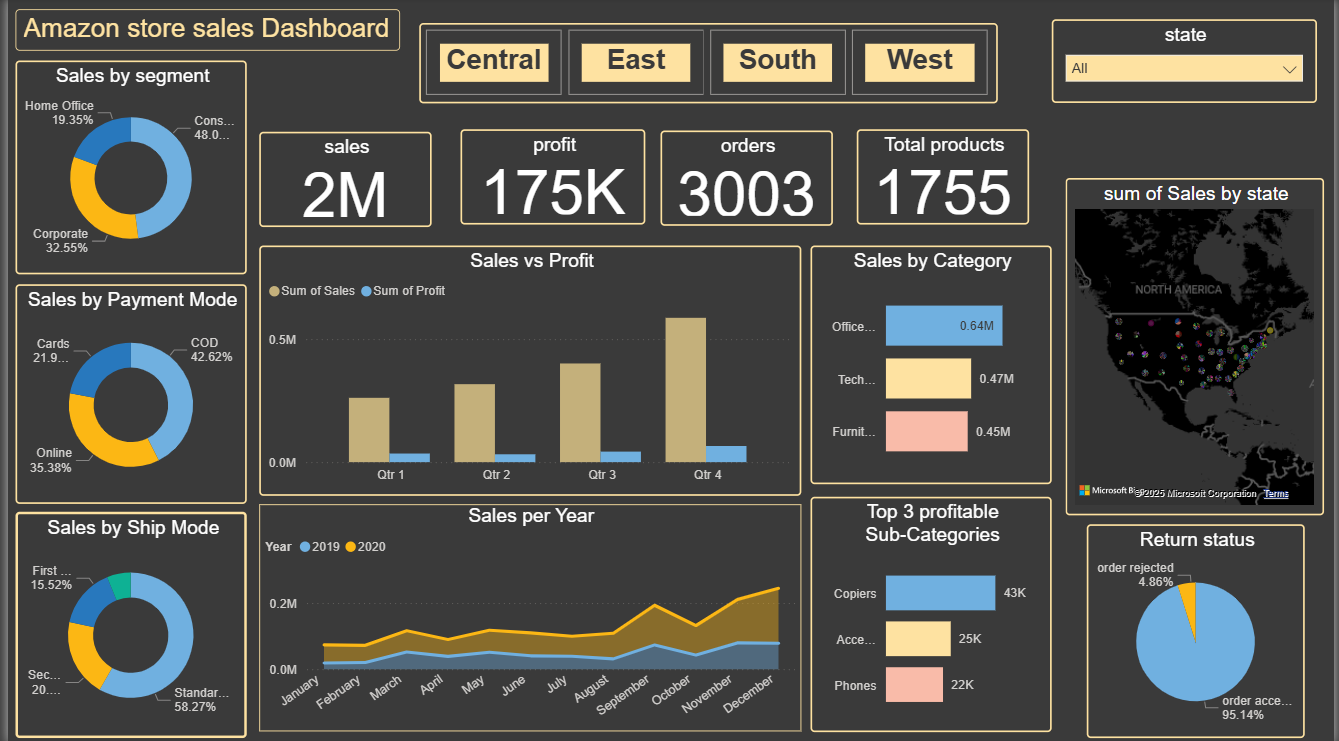 Amazon store sales Dashboard
Central
East
South
West
state
All
Sales by segment
Home Office
19.35%
Cons...
48.0...
Corporate
32.55%
sales
2M
profit
175K
orders
3003
Total products
1755
sum of Sales by state
NORTH AMERICA
Microsoft Bi
©2025 Microsoft Corporation Terms
Sales by Payment Mode
Cards
21.9...
COD
42.62%
Online
35.38%
Sales vs Profit
Sum of Sales Sum of Profit
0.5M
0.0M
Qtr 1 Qtr 2 Qtr 3 Qtr 4
Sales by Category
Office...
0.64M
Tech...
0.47M
Furnit...
0.45M
Sales by Ship Mode
First ...
15.52%
Sec...
20....
Standar...
58.27%
Sales per Year
Year 2019 2020
0.2M
0.0M
January February March April May June July August September October November December
Top 3 profitable
Sub-Categories
Copiers
43K
Acce...
25K
Phones
22K
Return status
order rejected
4.86%
order acce...
95.14%